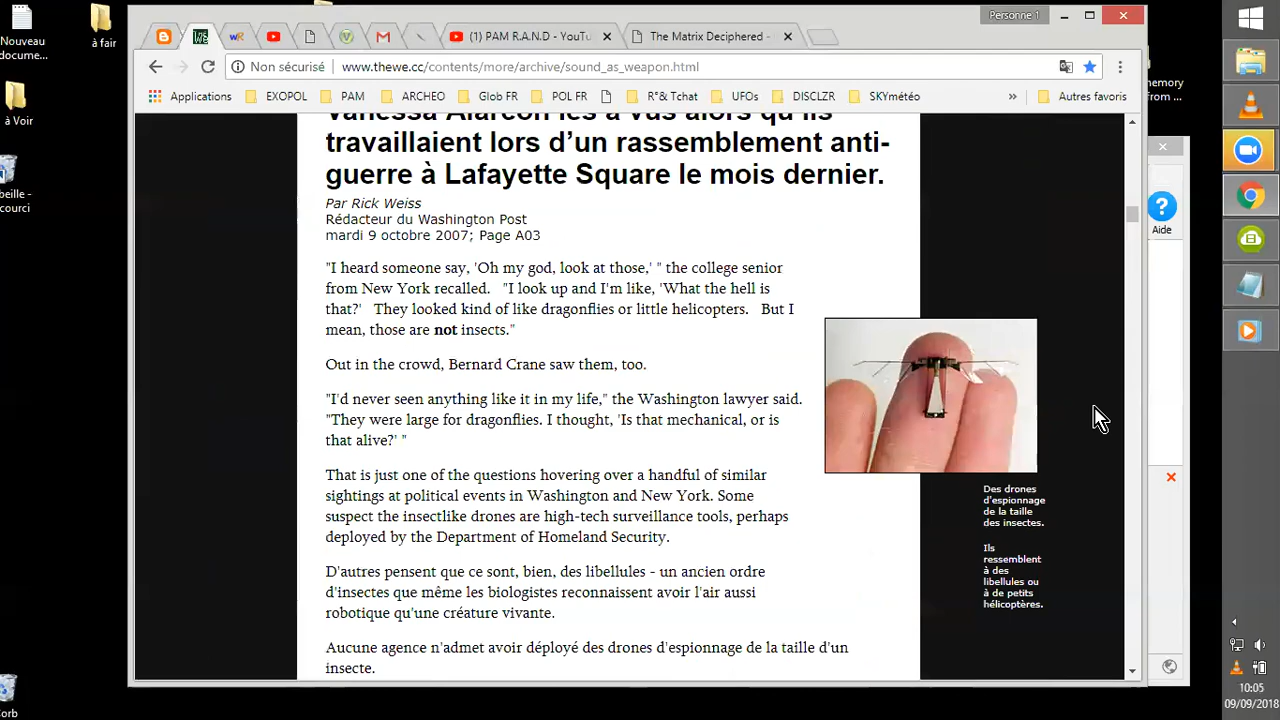 Nouveau
docume...
à fair
à Voir
beille -
courci
Corb
Personne 1
(1) PAM R.A.N.D - YouTu
The Matrix Deciphered -
Non sécurisé
www.thewe.cc/contents/more/archive/sound_as_weapon.html
Applications
EXOPOL
PAM
ARCHEO
Glob FR
POL FR
R°& Tchat
UFOs
DISCLZR
SKYmétéo
»
Autres favoris
travaillaient lors d’un rassemblement anti-
guerre à Lafayette Square le mois dernier.
Par Rick Weiss
Rédacteur du Washington Post
mardi 9 octobre 2007; Page A03
"I heard someone say, 'Oh my god, look at those,' " the college senior
from New York recalled. "I look up and I'm like, 'What the hell is
that?' They looked kind of like dragonflies or little helicopters. But I
mean, those are not insects."
Out in the crowd, Bernard Crane saw them, too.
"I'd never seen anything like it in my life," the Washington lawyer said.
"They were large for dragonflies. I thought, 'Is that mechanical, or is
that alive?' "
That is just one of the questions hovering over a handful of similar
sightings at political events in Washington and New York. Some
suspect the insectlike drones are high-tech surveillance tools, perhaps
deployed by the Department of Homeland Security.
D'autres pensent que ce sont, bien, des libellules - un ancien ordre
d'insectes que même les biologistes reconnaissent avoir l'air aussi
robotique qu'une créature vivante.
Aucune agence n'admet avoir déployé des drones d'espionnage de la taille d'un
insecte.
Des drones
d'espionnage
de la taille
des insectes.
Ils
ressemblent
à des
libellules ou
à de petits
hélicoptères.
memory
from ...
Aide
10:05
09/09/2018